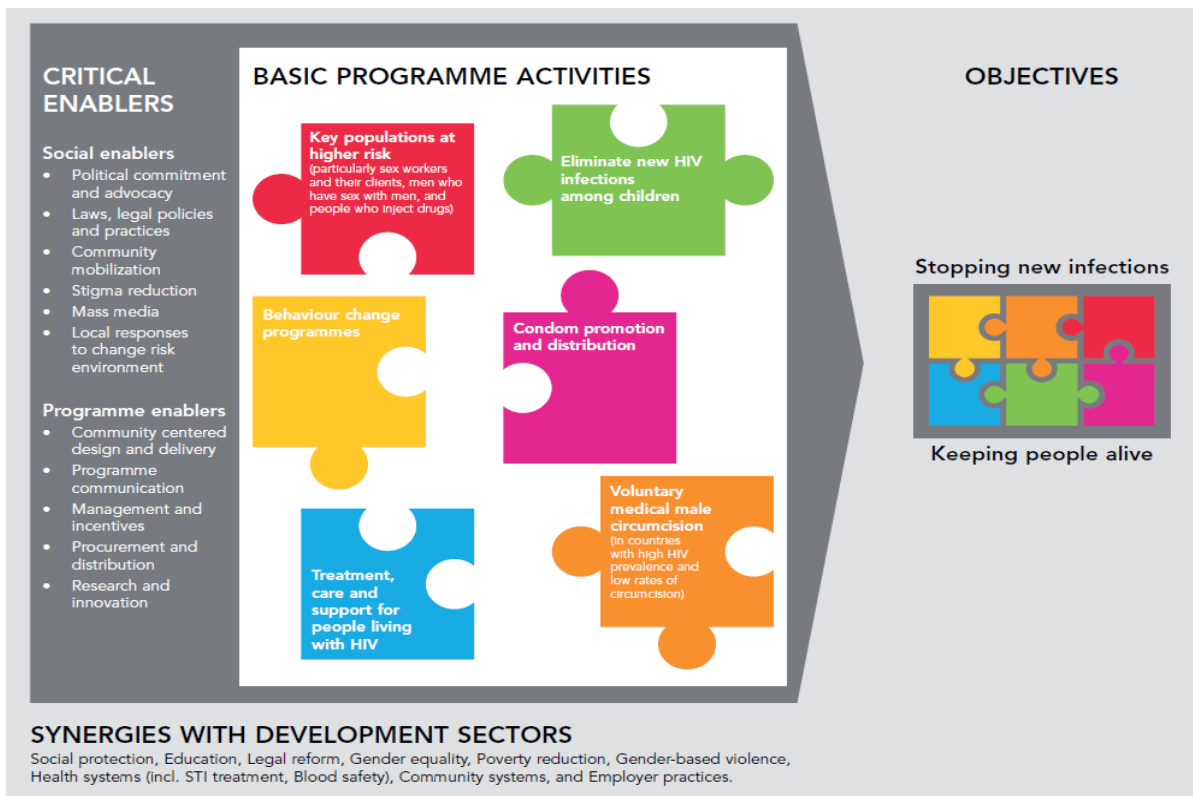 CRITICAL
ENABLERS
Social enablers
• Political commitment
and advocacy
• Laws, legal policies
and practices
• Community
mobilization
• Stigma reduction
• Mass media
• Local responses
to change risk
environment
Programme enablers
• Community centered
design and delivery
• Programme
communication
• Management and
incentives
• Procurement and
distribution
• Research and
innovation
BASIC PROGRAMME ACTIVITIES
Key populations at
higher risk
(particularly sex workers
and their clients, men who
have sex with men, and
people who inject drugs)
Eliminate new HIV
infections
among children
Behaviour change
programmes
Condom promotion
and distribution
Treatment,
care and
support for
people living
with HIV
Voluntary
medical male
circumcision
(in countries
with high HIV
prevalence and
low rates of
circumcision)
OBJECTIVES
Stopping new infections
Keeping people alive
SYNERGIES WITH DEVELOPMENT SECTORS
Social protection, Education, Legal reform, Gender equality, Poverty reduction, Gender-based violence,
Health systems (incl. STI treatment, Blood safety), Community systems, and Employer practices.